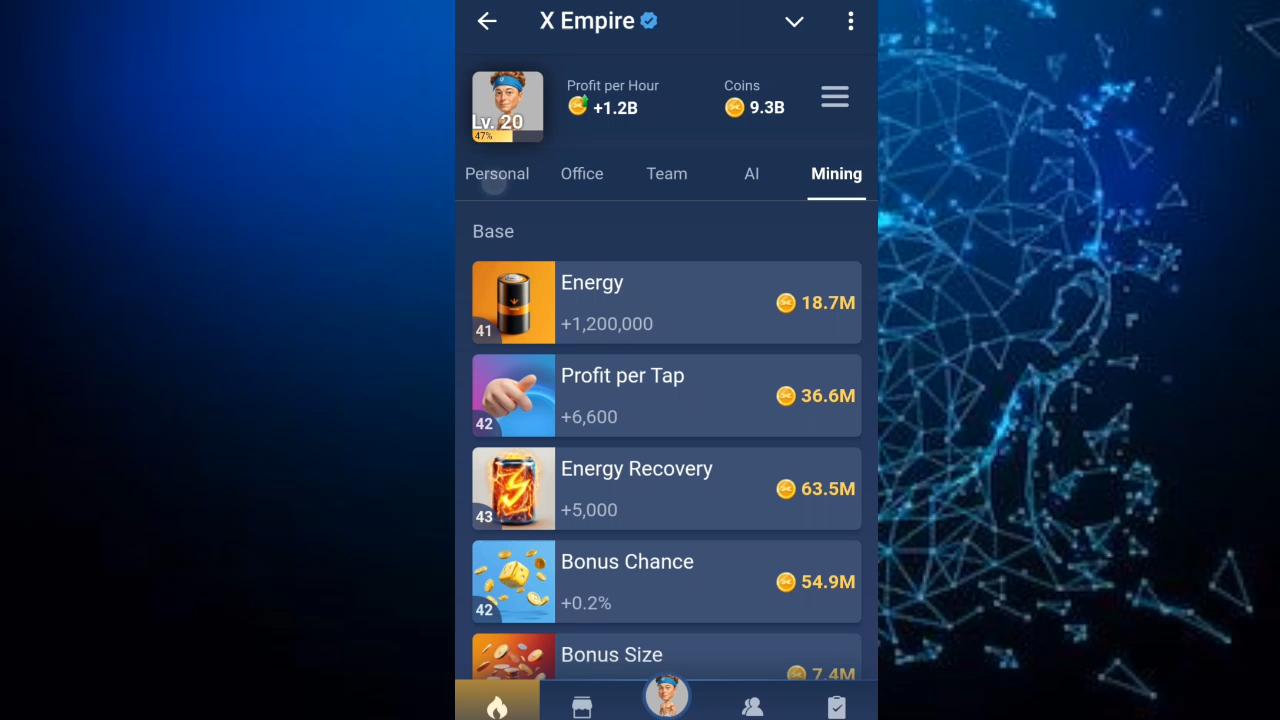 X Empire
Profit per Hour
Coins
+1.2B
9.3B
Lv. 20
47%
Personal
Office
Team
AI
Mining
Base
Energy
18.7M
+1,200,000
41
Profit per Tap
36.6M
+6,600
42
Energy Recovery
63.5M
+5,000
43
Bonus Chance
54.9M
+0.2%
42
Bonus Size
7.4M